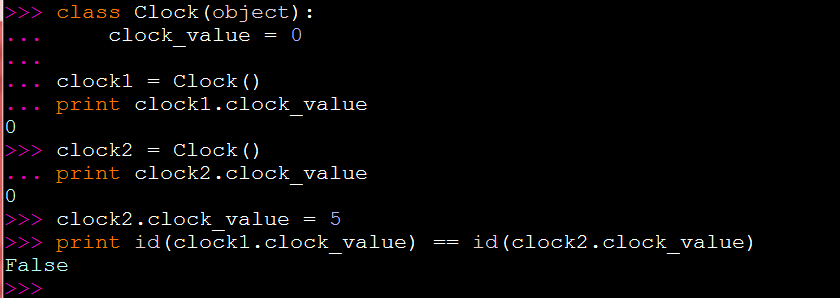 >>> class Clock(object):
...     clock_value = 0
...
... clock1 = Clock()
... print clock1.clock_value
0
>>> clock2 = Clock()
... print clock2.clock_value
0
>>> clock2.clock_value = 5
>>> print id(clock1.clock_value) == id(clock2.clock_value)
False
>>>